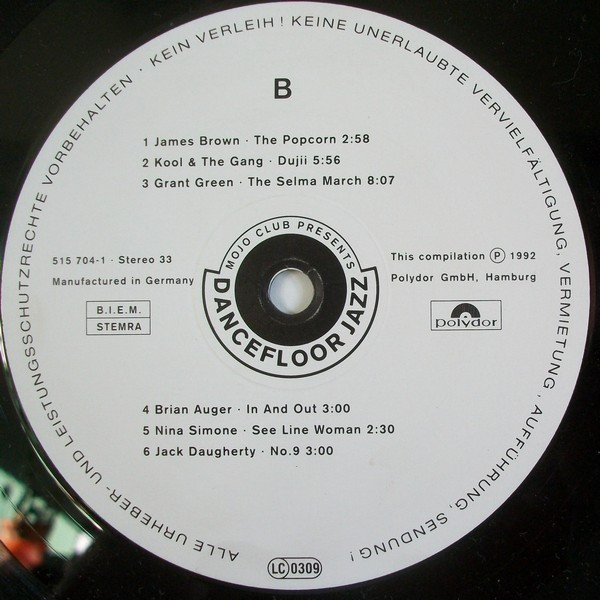 ALLE URHEBER- UND LEISTUNGSSCHUTZRECHTE VORBEHALTEN · KEIN VERLEIH! KEINE UNERLAUBTE VERVIELFÄLTIGUNG, VERMIETUNG, AUFFÜHRUNG, SENDUNG!
B
1 James Brown · The Popcorn 2:58
2 Kool & The Gang · Dujii 5:56
3 Grant Green · The Selma March 8:07
MOJO CLUB PRESENTS
DANCEFLOOR JAZZ
515 704-1 · Stereo 33
Manufactured in Germany
B.I.E.M.
STEMRA
This compilation Ⓟ 1992
Polydor GmbH, Hamburg
polydor
4 Brian Auger · In And Out 3:00
5 Nina Simone · See Line Woman 2:30
6 Jack Daugherty · No.9 3:00
LC 0309